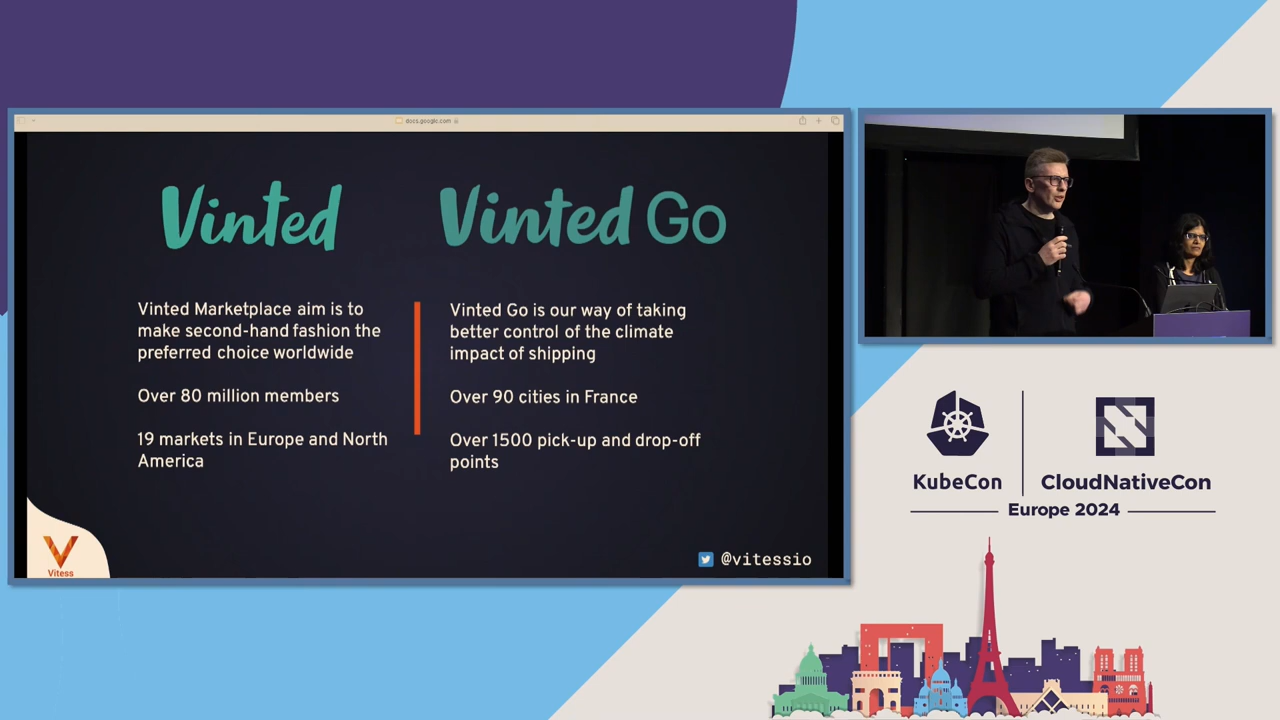 docs.google.com
Vinted
Vinted Go
Vinted Marketplace aim is to
make second-hand fashion the
preferred choice worldwide
Over 80 million members
19 markets in Europe and North
America
Vinted Go is our way of taking
better control of the climate
impact of shipping
Over 90 cities in France
Over 1500 pick-up and drop-off
points
Vitess
@vitessio
KubeCon
CloudNativeCon
Europe 2024